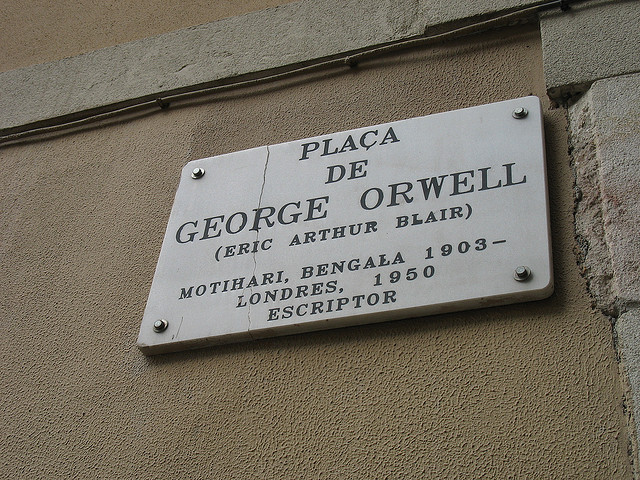 PLAÇA
DE
GEORGE ORWELL
(ERIC ARTHUR BLAIR)
MOTIHARI, BENGALA 1903–
LONDRES, 1950
ESCRIPTOR